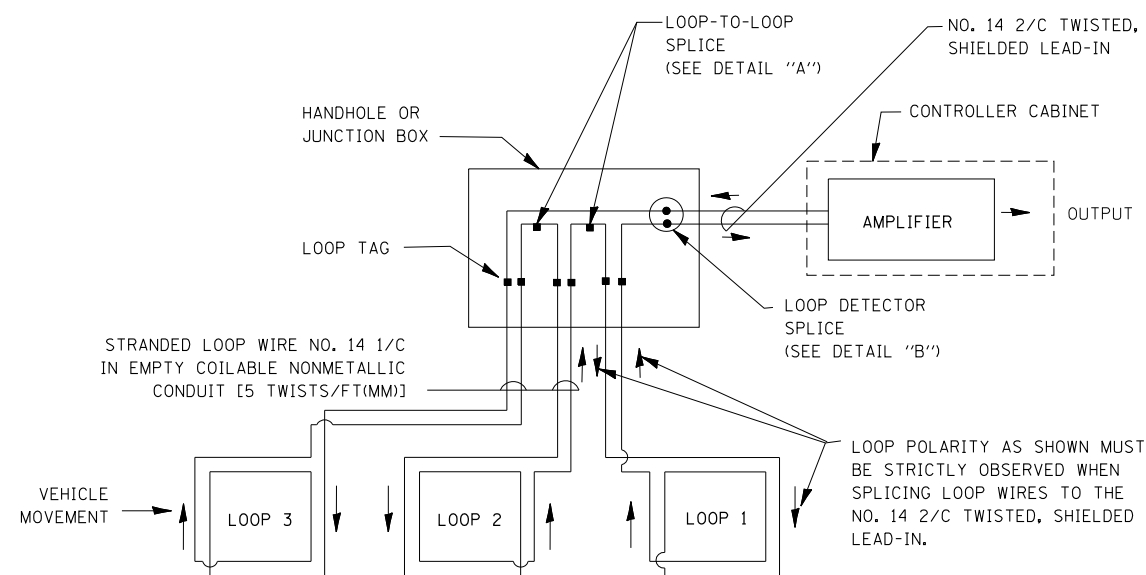 LOOP-TO-LOOP
SPLICE
(SEE DETAIL ''A'')
NO. 14 2/C TWISTED,
SHIELDED LEAD-IN
HANDHOLE OR
JUNCTION BOX
CONTROLLER CABINET
AMPLIFIER
OUTPUT
LOOP TAG
LOOP DETECTOR
SPLICE
(SEE DETAIL ''B'')
STRANDED LOOP WIRE NO. 14 1/C
IN EMPTY COILABLE NONMETALLIC
CONDUIT [5 TWISTS/FT(MM)]
LOOP POLARITY AS SHOWN MUST
BE STRICTLY OBSERVED WHEN
SPLICING LOOP WIRES TO THE
NO. 14 2/C TWISTED, SHIELDED
LEAD-IN.
VEHICLE
MOVEMENT
LOOP 3
LOOP 2
LOOP 1